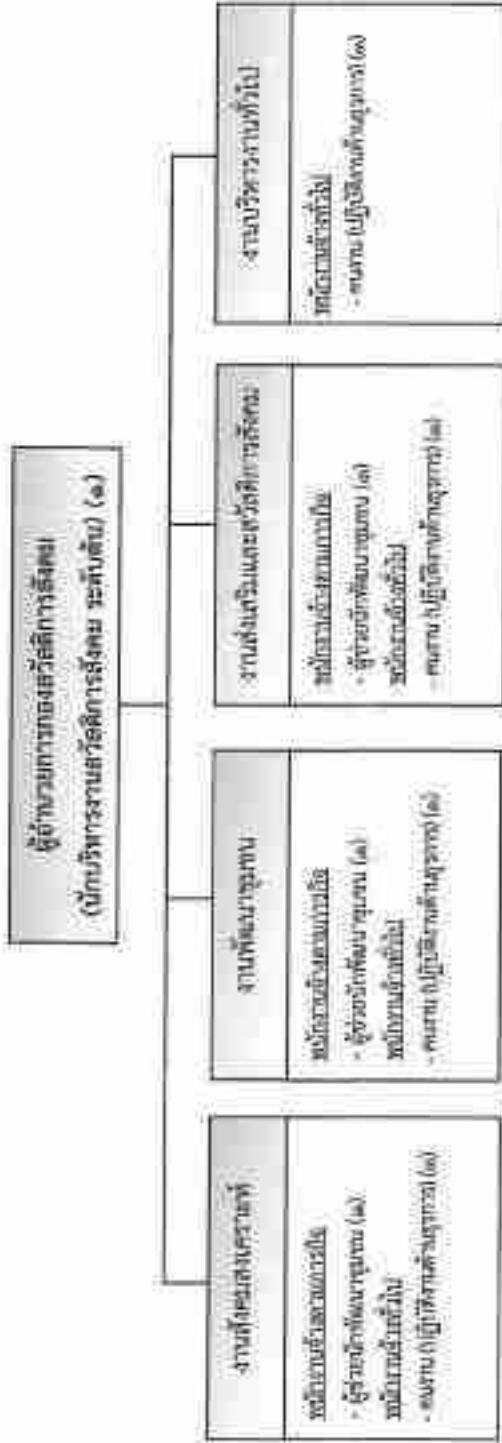 ผู้อำนวยการกองสวัสดิการสังคม
(นักบริหารงานสวัสดิการสังคม ระดับต้น) (๑)
งานสังคมสงเคราะห์
พนักงานจ้างตามภารกิจ
- ผู้ช่วยนักพัฒนาชุมชน (๑)
พนักงานจ้างทั่วไป
- คนงาน (ปฏิบัติงานด้านธุรการ) (๑)
งานพัฒนาชุมชน
พนักงานจ้างตามภารกิจ
- ผู้ช่วยนักพัฒนาชุมชน (๑)
พนักงานจ้างทั่วไป
- คนงาน (ปฏิบัติงานด้านธุรการ) (๑)
งานส่งเสริมและสวัสดิการสังคม
พนักงานจ้างตามภารกิจ
- ผู้ช่วยนักพัฒนาชุมชน (๑)
พนักงานจ้างทั่วไป
- คนงาน (ปฏิบัติงานด้านธุรการ) (๑)
งานบริหารงานทั่วไป
พนักงานจ้างทั่วไป
- คนงาน (ปฏิบัติงานด้านธุรการ) (๑)